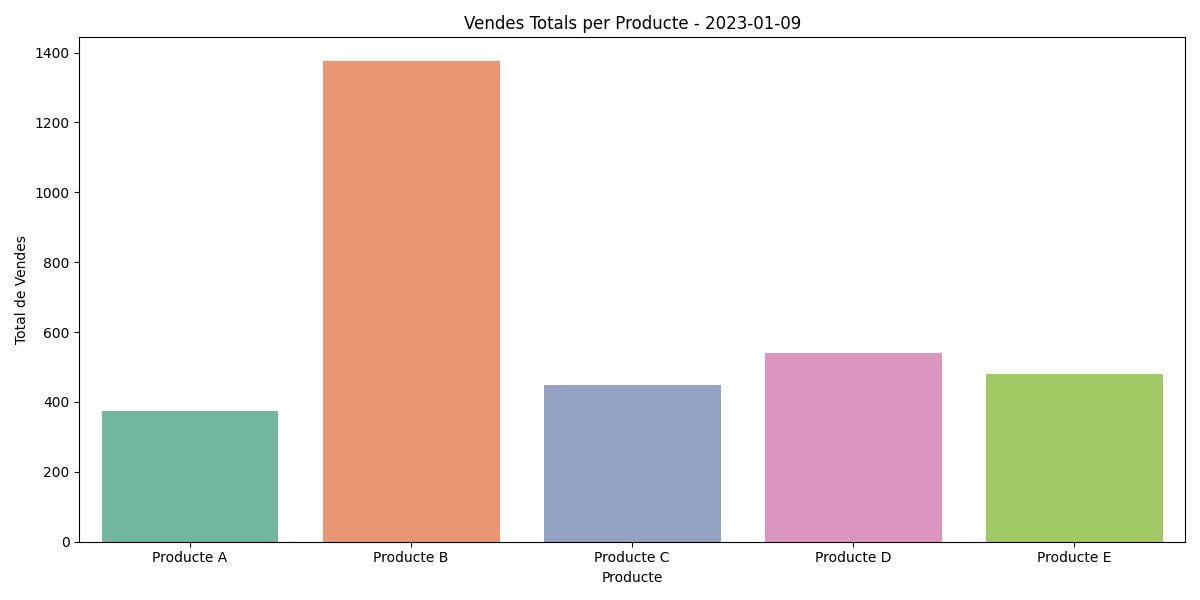 Vendes Totals per Producte - 2023-01-09
Total de Vendes
1400
1200
1000
800
600
400
200
0
Producte A Producte B Producte C Producte D Producte E
Producte